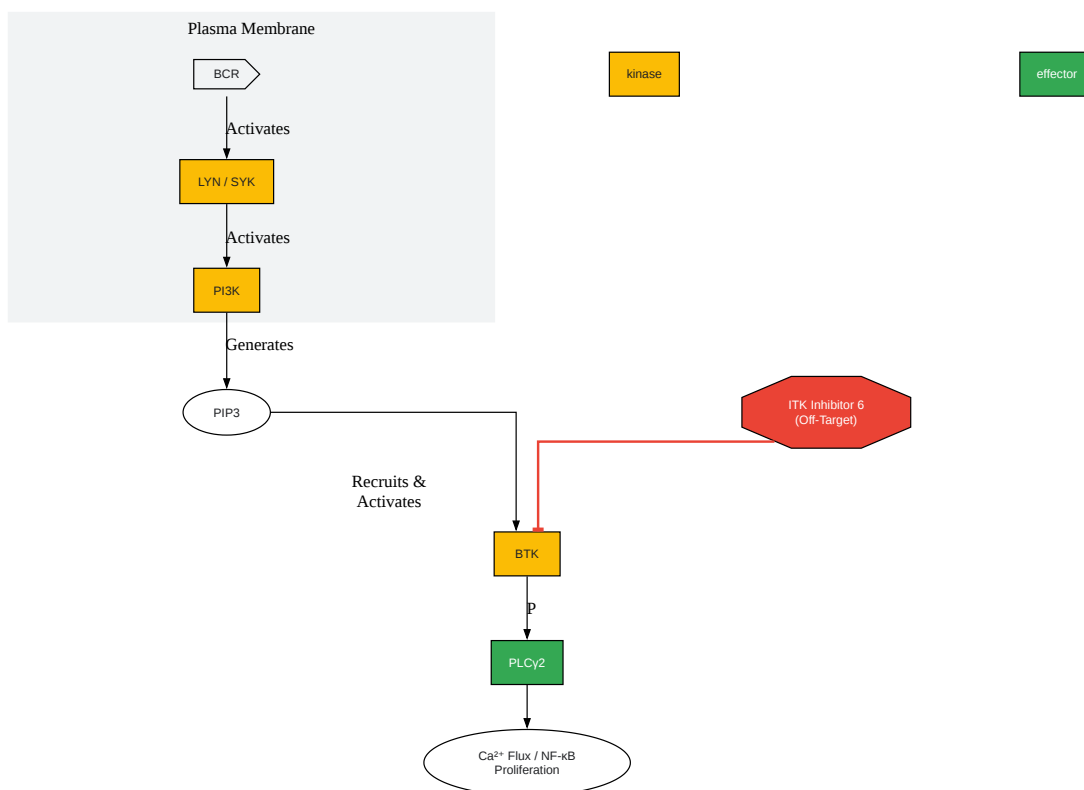 Plasma Membrane
BCR
kinase
effector
Activates
LYN / SYK
Activates
PI3K
Generates
PIP3
ITK Inhibitor 6
(Off-Target)
Recruits &
Activates
BTK
P
PLCγ2
Ca²⁺ Flux / NF-κB
Proliferation